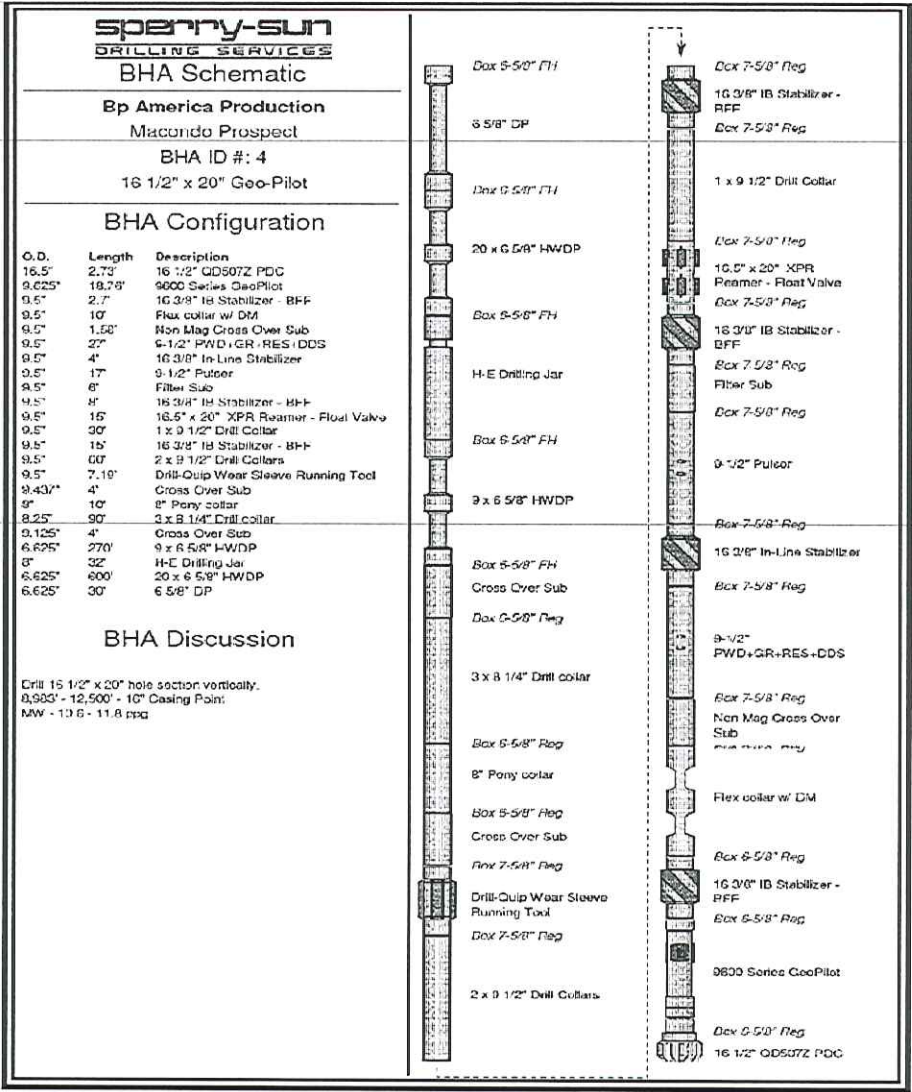 sperry-sun
DRILLING SERVICES
BHA Schematic
Bp America Production
Macondo Prospect
BHA ID #: 4
16 1/2" x 20" Geo-Pilot
BHA Configuration
O.D. Length Description
16.5" 2.73' 16 1/2" QD507Z PDC
9.625" 18.76' 9600 Series GeoPilot
9.5" 2.7' 16 3/8" IB Stabilizer - BFF
9.5" 10' Flex collar w/ DM
9.5" 1.58' Non Mag Cross Over Sub
9.5" 27' 9-1/2" PWD+GR+RES+DDS
9.5" 4' 16 3/8" In-Line Stabilizer
9.5" 17' 9-1/2" Pulser
9.5" 6' Filter Sub
9.5" 8' 16 3/8" IB Stabilizer - BFF
9.5" 15' 16.5" x 20" XPR Reamer - Float Valve
9.5" 30' 1 x 9 1/2" Drill Collar
9.5" 15' 16 3/8" IB Stabilizer - BFF
9.5" 60' 2 x 9 1/2" Drill Collars
9.5" 7.19' Drill-Quip Wear Sleeve Running Tool
9.437" 4' Cross Over Sub
9" 10' 8" Pony collar
8.25" 90' 3 x 8 1/4" Drill collar
9.125" 4' Cross Over Sub
6.625" 270' 9 x 6 5/8" HWDP
8" 32' H-E Drilling Jar
6.625" 600' 20 x 6 5/8" HWDP
6.625" 30' 6 5/8" DP
BHA Discussion
Drill 16 1/2" x 20" hole section vertically.
8,983' - 12,500' - 16" Casing Point
MW - 10.6 - 11.8 ppg
Box 6-5/8" FH
6 5/8" DP
Box 6-5/8" FH
20 x 6 5/8" HWDP
Box 6-5/8" FH
H-E Drilling Jar
Box 6-5/8" FH
9 x 6 5/8" HWDP
Box 6-5/8" FH
Cross Over Sub
Box 6-5/8" Reg
3 x 8 1/4" Drill collar
Box 6-5/8" Reg
8" Pony collar
Box 6-5/8" Reg
Cross Over Sub
Box 7-5/8" Reg
Drill-Quip Wear Sleeve
Running Tool
Box 7-5/8" Reg
2 x 9 1/2" Drill Collars
Box 7-5/8" Reg
16 3/8" IB Stabilizer -
BFF
Box 7-5/8" Reg
1 x 9 1/2" Drill Collar
Box 7-5/8" Reg
16.5" x 20" XPR
Reamer - Float Valve
Box 7-5/8" Reg
16 3/8" IB Stabilizer -
BFF
Box 7-5/8" Reg
Filter Sub
Box 7-5/8" Reg
9-1/2" Pulser
Box 7-5/8" Reg
16 3/8" In-Line Stabilizer
Box 7-5/8" Reg
9-1/2"
PWD+GR+RES+DDS
Box 7-5/8" Reg
Non Mag Cross Over
Sub
Reg
Flex collar w/ DM
Box 6-5/8" Reg
16 3/8" IB Stabilizer -
BFF
Box 6-5/8" Reg
9600 Series GeoPilot
Box 6-5/8" Reg
16 1/2" QD507Z PDC